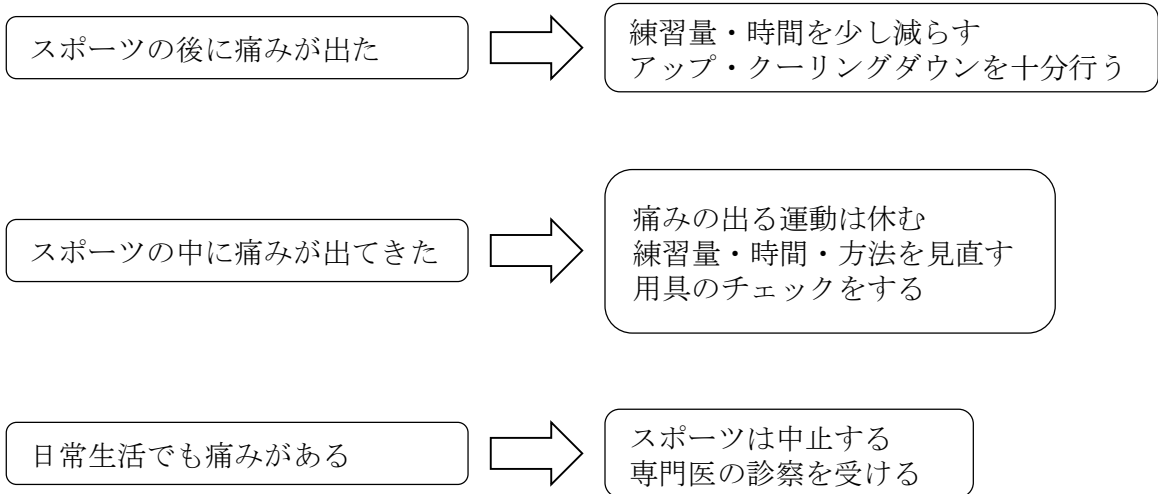 スポーツの後に痛みが出た
練習量・時間を少し減らす
アップ・クーリングダウンを十分行う
スポーツの中に痛みが出てきた
痛みの出る運動は休む
練習量・時間・方法を見直す
用具のチェックをする
日常生活でも痛みがある
スポーツは中止する
専門医の診察を受ける